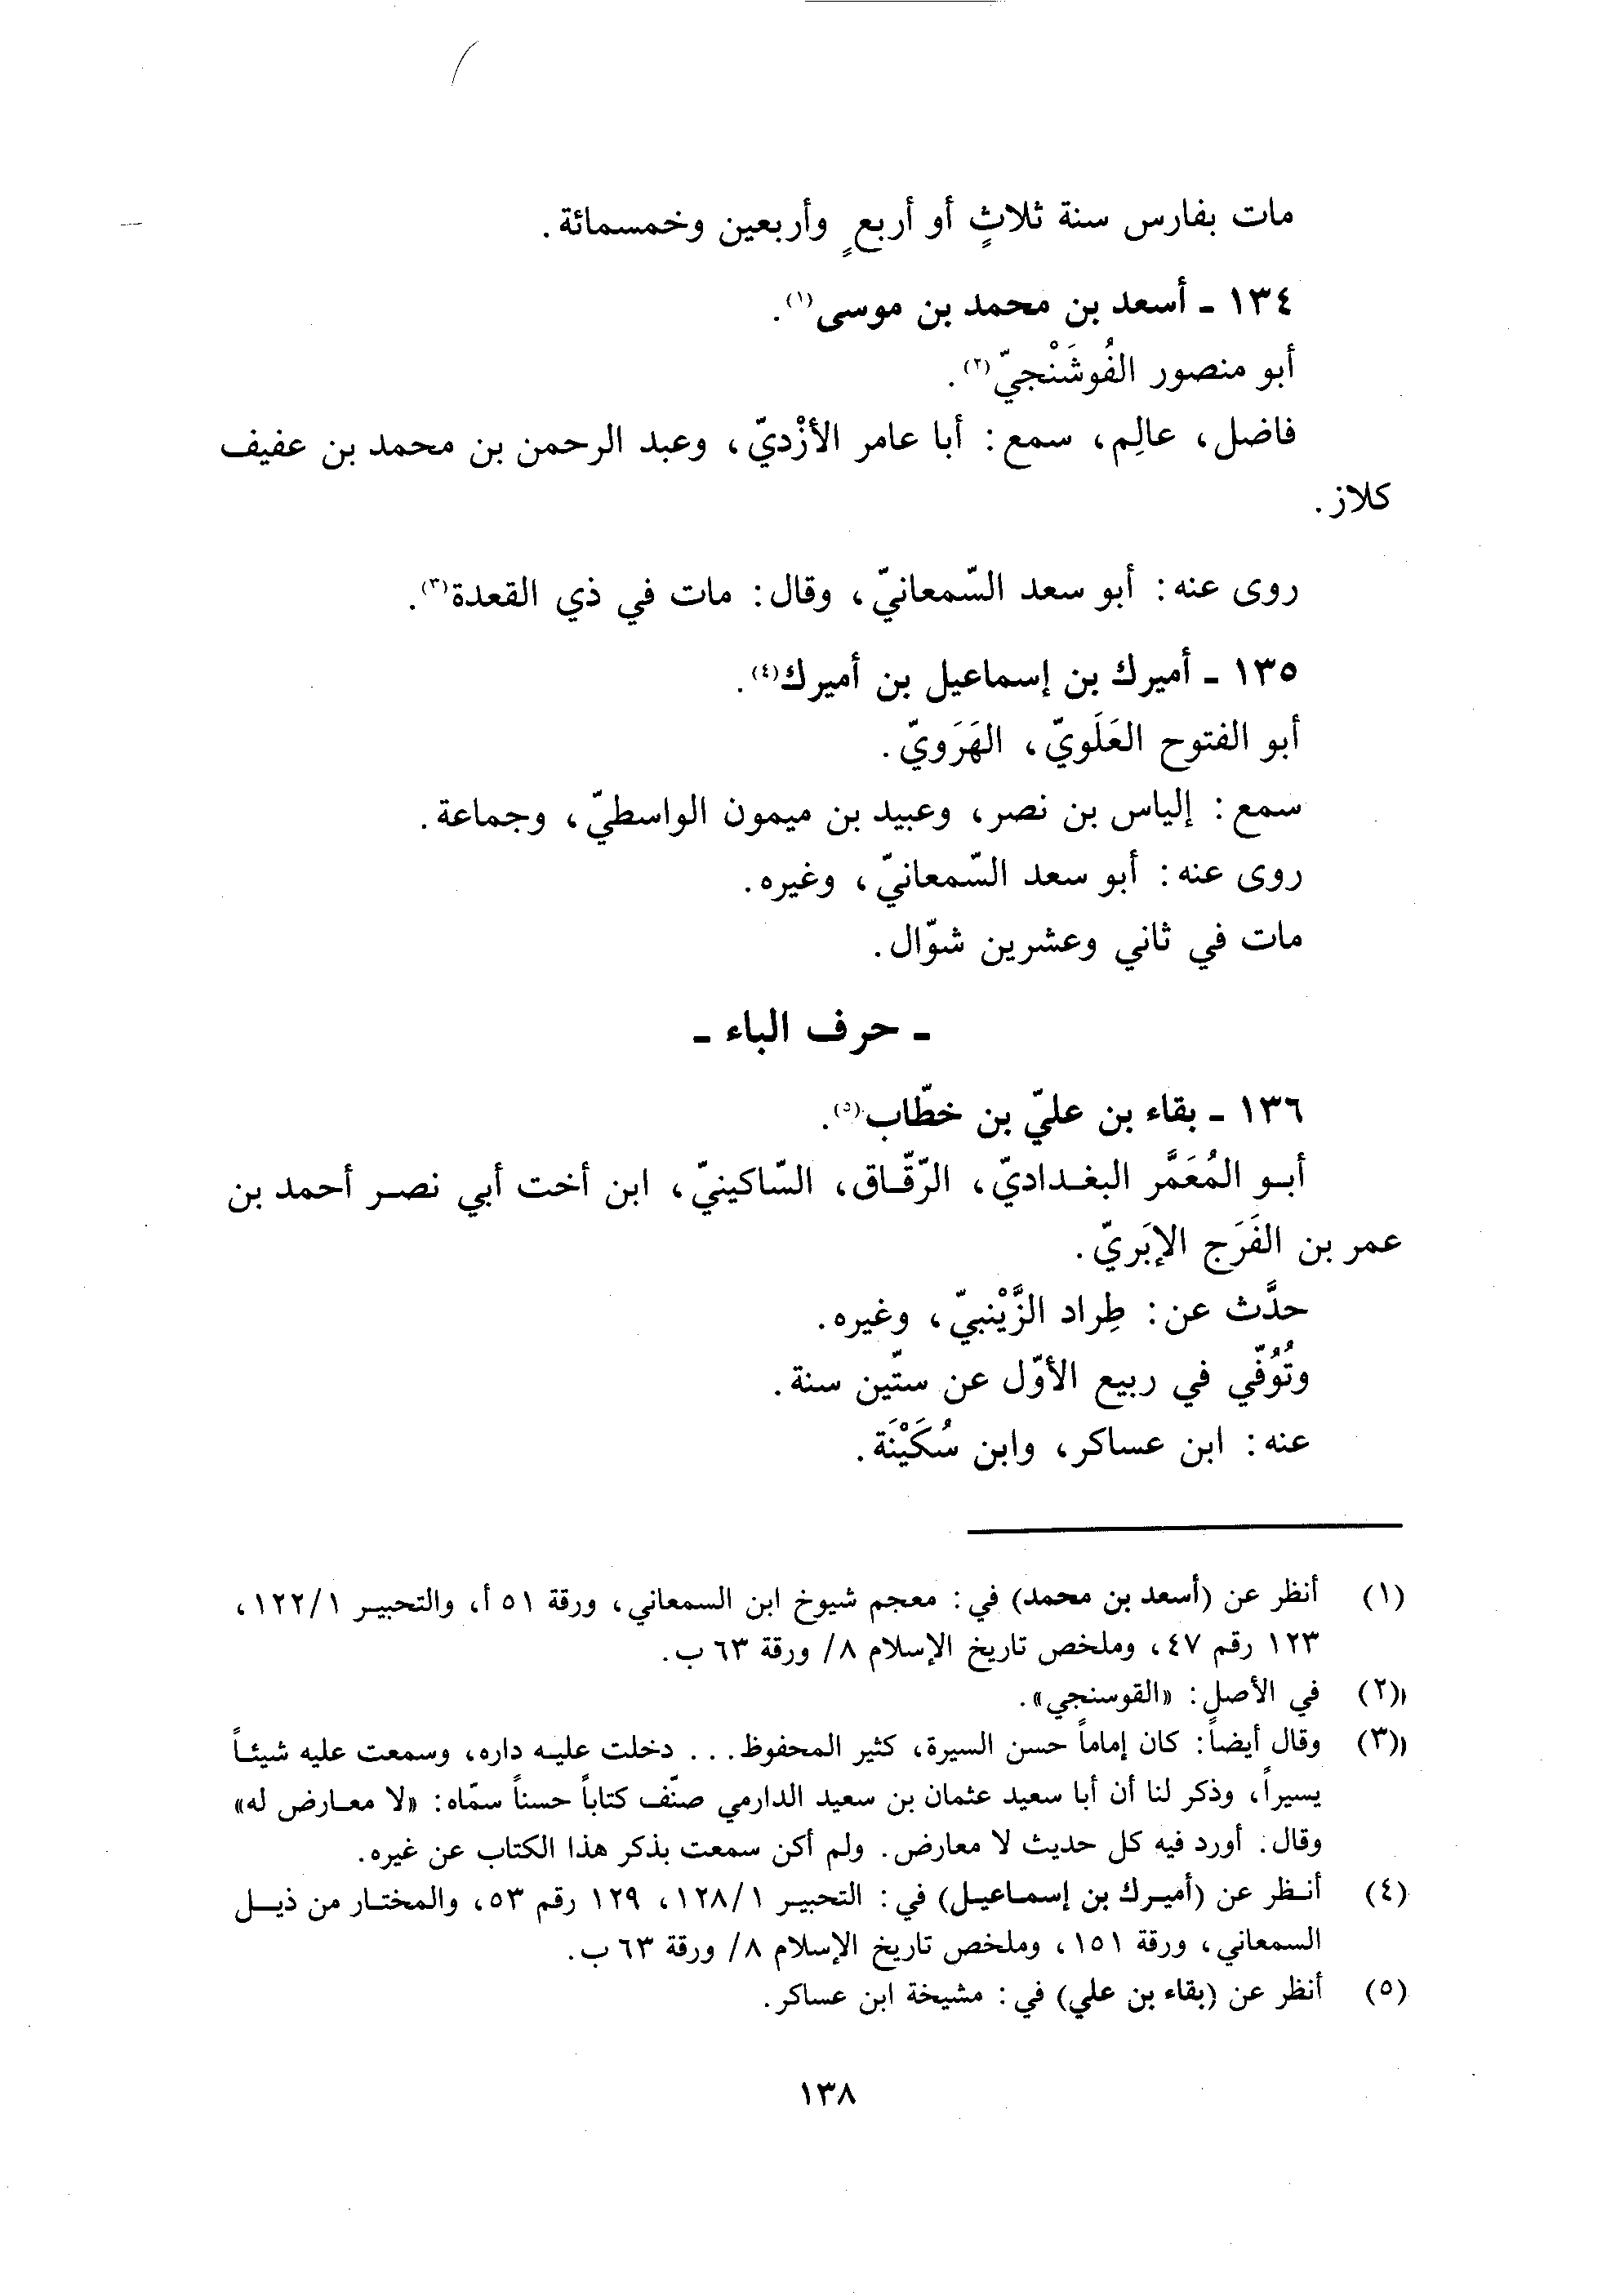 مات بفارس سنة ثلاثٍ أو أربعٍ وأربعين وخمسمائة.
١٣٤ - أسعد بن محمد بن موسى(١).
أبو منصور الفُوشَنْجيّ(٢).
فاضل، عالِم، سمع: أبا عامر الأزْديّ، وعبد الرحمن بن محمد بن عفيف
كلاز.
روى عنه: أبو سعد السّمعانيّ، وقال: مات في ذي القعدة(٣).
١٣٥ - أميرك بن إسماعيل بن أميرك(٤).
أبو الفتوح العَلَويّ، الهَرَويّ.
سمع: إلياس بن نصر، وعبيد بن ميمون الواسطيّ، وجماعة.
روى عنه: أبو سعد السّمعانيّ، وغيره.
مات في ثاني وعشرين شوّال.
- حرف الباء -
١٣٦ - بقاء بن عليّ بن خطّاب(٥).
أبو المُعَمَّر البغداديّ، الرّقّاق، السّاكينيّ، ابن أخت أبي نصر أحمد بن
عمر بن الفَرَج الإبَريّ.
حدَّث عن: طِراد الزَّيْنبيّ، وغيره.
وتُوُفّي في ربيع الأوّل عن ستّين سنة.
عنه: ابن عساكر، وابن سُكَيْنَة.
(١) أنظر عن (أسعد بن محمد) في: معجم شيوخ ابن السمعاني، ورقة ٥١ أ، والتحبير ١/١٢٢،
١٢٣ رقم ٤٧، وملخص تاريخ الإسلام ٨/ ورقة ٦٣ ب.
(٢) في الأصل: «القوسنجي».
(٣) وقال أيضاً: كان إماماً حسن السيرة، كثير المحفوظ... دخلت عليه داره، وسمعت عليه شيئاً
يسيراً، وذكر لنا أن أبا سعيد عثمان بن سعيد الدارمي صنّف كتاباً حسناً سمّاه: «لا معارض له»
وقال: أورد فيه كل حديث لا معارض. ولم أكن سمعت بذكر هذا الكتاب عن غيره.
(٤) أنظر عن (أميرك بن إسماعيل) في: التحبير ١/١٢٨، ١٢٩ رقم ٥٣، والمختار من ذيل
السمعاني، ورقة ١٥١، وملخص تاريخ الإسلام ٨/ ورقة ٦٣ ب.
(٥) أنظر عن (بقاء بن علي) في: مشيخة ابن عساكر.
١٣٨